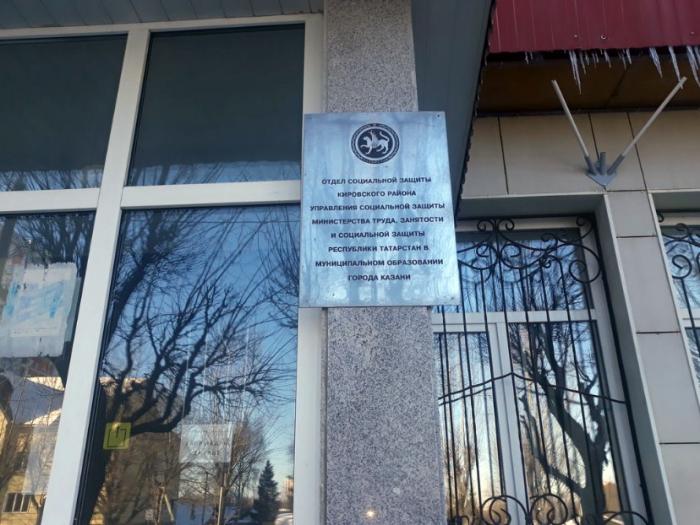 ОТДЕЛ СОЦИАЛЬНОЙ ЗАЩИТЫ
КИРОВСКОГО РАЙОНА
УПРАВЛЕНИЯ СОЦИАЛЬНОЙ ЗАЩИТЫ
МИНИСТЕРСТВА ТРУДА, ЗАНЯТОСТИ
И СОЦИАЛЬНОЙ ЗАЩИТЫ
РЕСПУБЛИКИ ТАТАРСТАН В
МУНИЦИПАЛЬНОМ ОБРАЗОВАНИИ
ГОРОДА КАЗАНИ